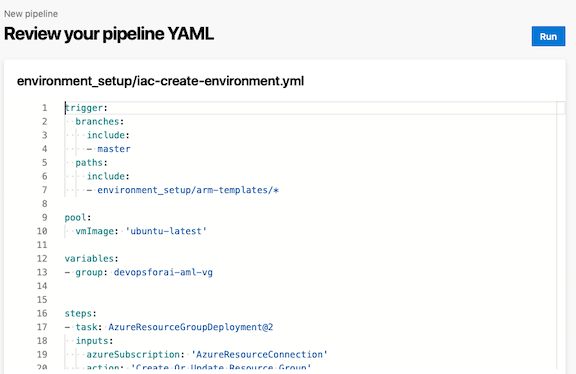 New pipeline
Review your pipeline YAML
Run
environment_setup/iac-create-environment.yml
1 trigger:
2   branches:
3     include:
4     - master
5   paths:
6     include:
7     - environment_setup/arm-templates/*
8
9 pool:
10   vmImage: 'ubuntu-latest'
11
12 variables:
13 - group: devopsforai-aml-vg
14
15
16 steps:
17 - task: AzureResourceGroupDeployment@2
18   inputs:
19     azureSubscription: 'AzureResourceConnection'
20     action: 'Create Or Update Resource Group'